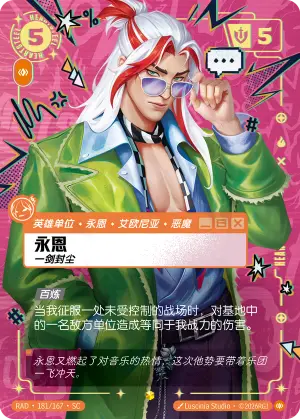 5
5
英雄单位·永恩·艾欧尼亚·恶魔
永恩
一剑封尘
百炼
当我征服一处未受控制的战场时，对基地中
的一名敌方单位造成等同于我战力的伤害。
永恩又燃起了对音乐的热情，这次他势要带着乐团
一飞冲天。
RAD · 181/167 · SC
Luscinia Studio · ©2026RGI